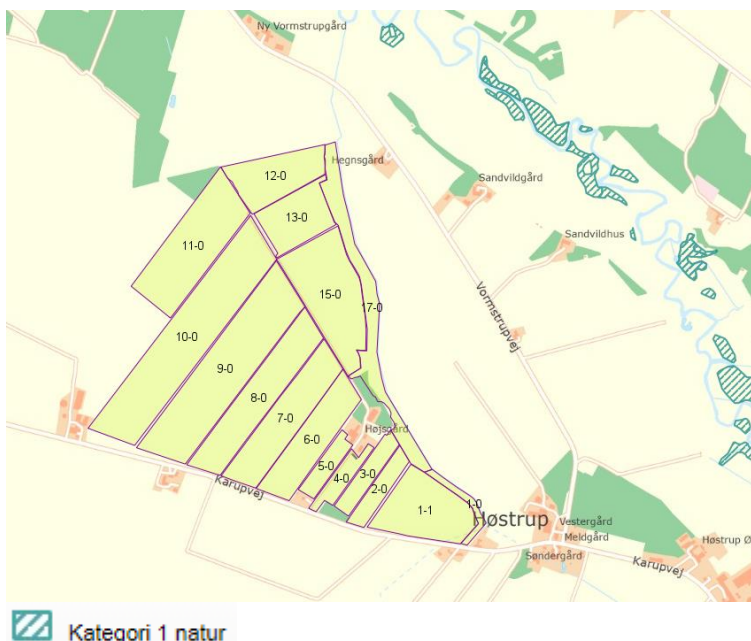 Ny Vormstrupgård
Hegnsgård
12-0
Sandvildgård
13-0
Sandvildhus
11-0
15-0
17-0
Vormstrupvej
10-0
9-0
8-0
7-0
6-0
Højsgård
5-0
4-0
3-0
2-0
Karupvej
1-1
1-0
Høstrup
Vestergård
Meldgård
Søndergård
Karupvej
Høstrup Ø
Kategori 1 natur